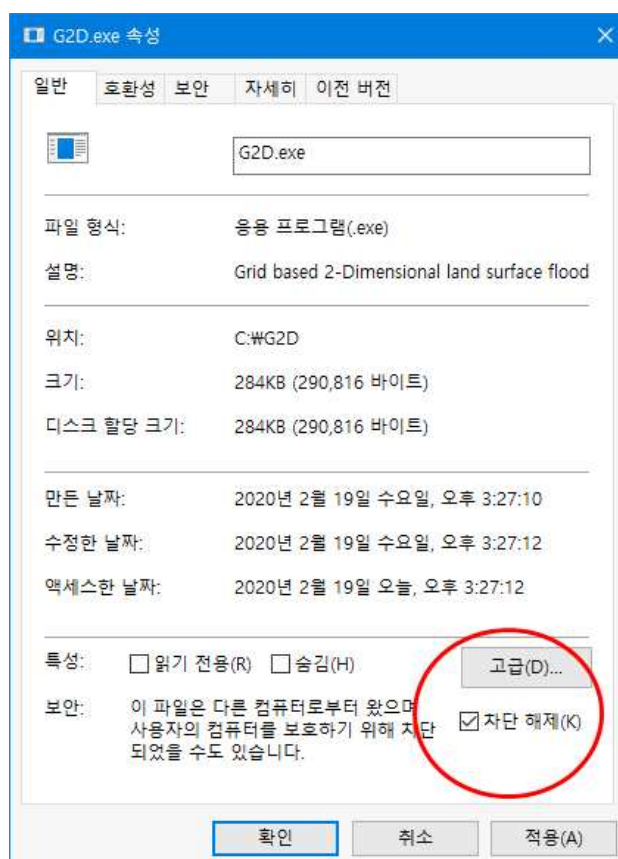 G2D.exe 속성
일반 호환성 보안 자세히 이전 버전
G2D.exe
파일 형식: 응용 프로그램(.exe)
설명: Grid based 2-Dimensional land surface flood
위치: C:₩G2D
크기: 284KB (290,816 바이트)
디스크 할당 크기: 284KB (290,816 바이트)
만든 날짜: 2020년 2월 19일 수요일, 오후 3:27:10
수정한 날짜: 2020년 2월 19일 수요일, 오후 3:27:12
액세스한 날짜: 2020년 2월 19일 오늘, 오후 3:27:12
특성: 읽기 전용(R) 숨김(H) 고급(D)...
보안: 이 파일은 다른 컴퓨터로부터 왔으며
사용자의 컴퓨터를 보호하기 위해 차단 차단 해제(K)
되었을 수도 있습니다.
확인 취소 적용(A)